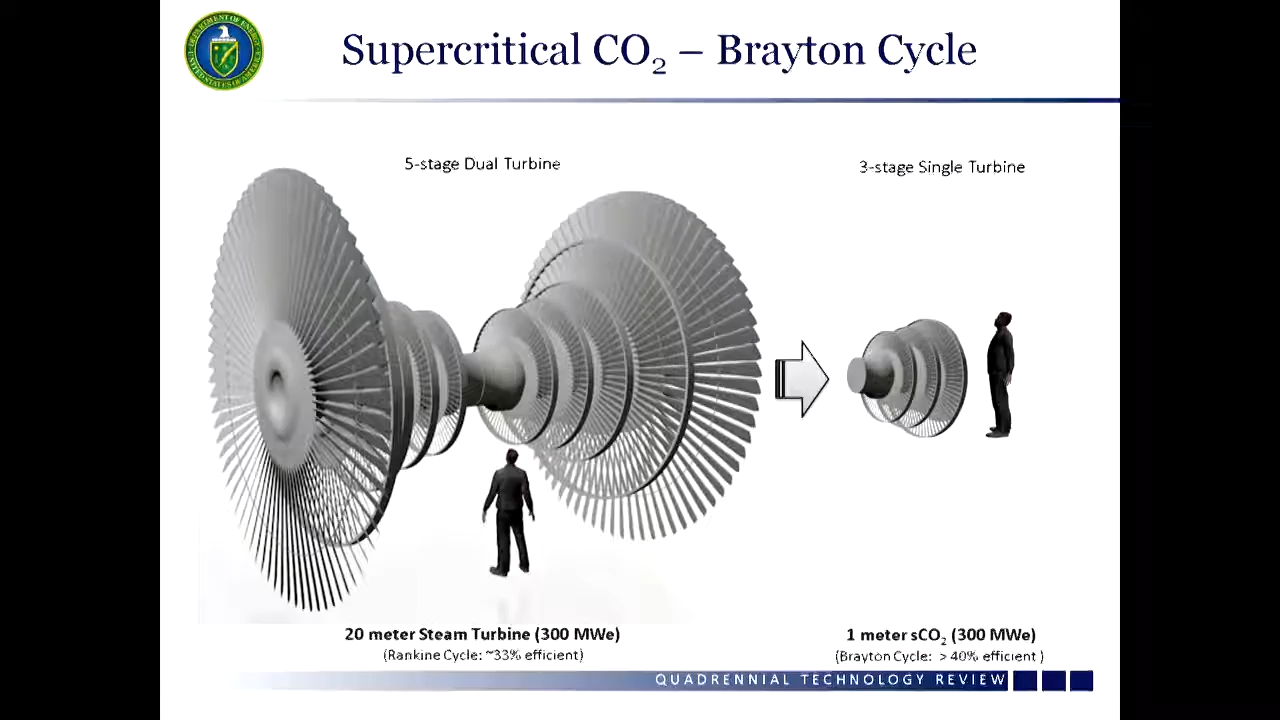 Supercritical CO₂ – Brayton Cycle
5-stage Dual Turbine
3-stage Single Turbine
20 meter Steam Turbine (300 MWe)
(Rankine Cycle: ~33% efficient)
1 meter sCO₂ (300 MWe)
(Brayton Cycle: > 40% efficient )
QUADRENNIAL TECHNOLOGY REVIEW